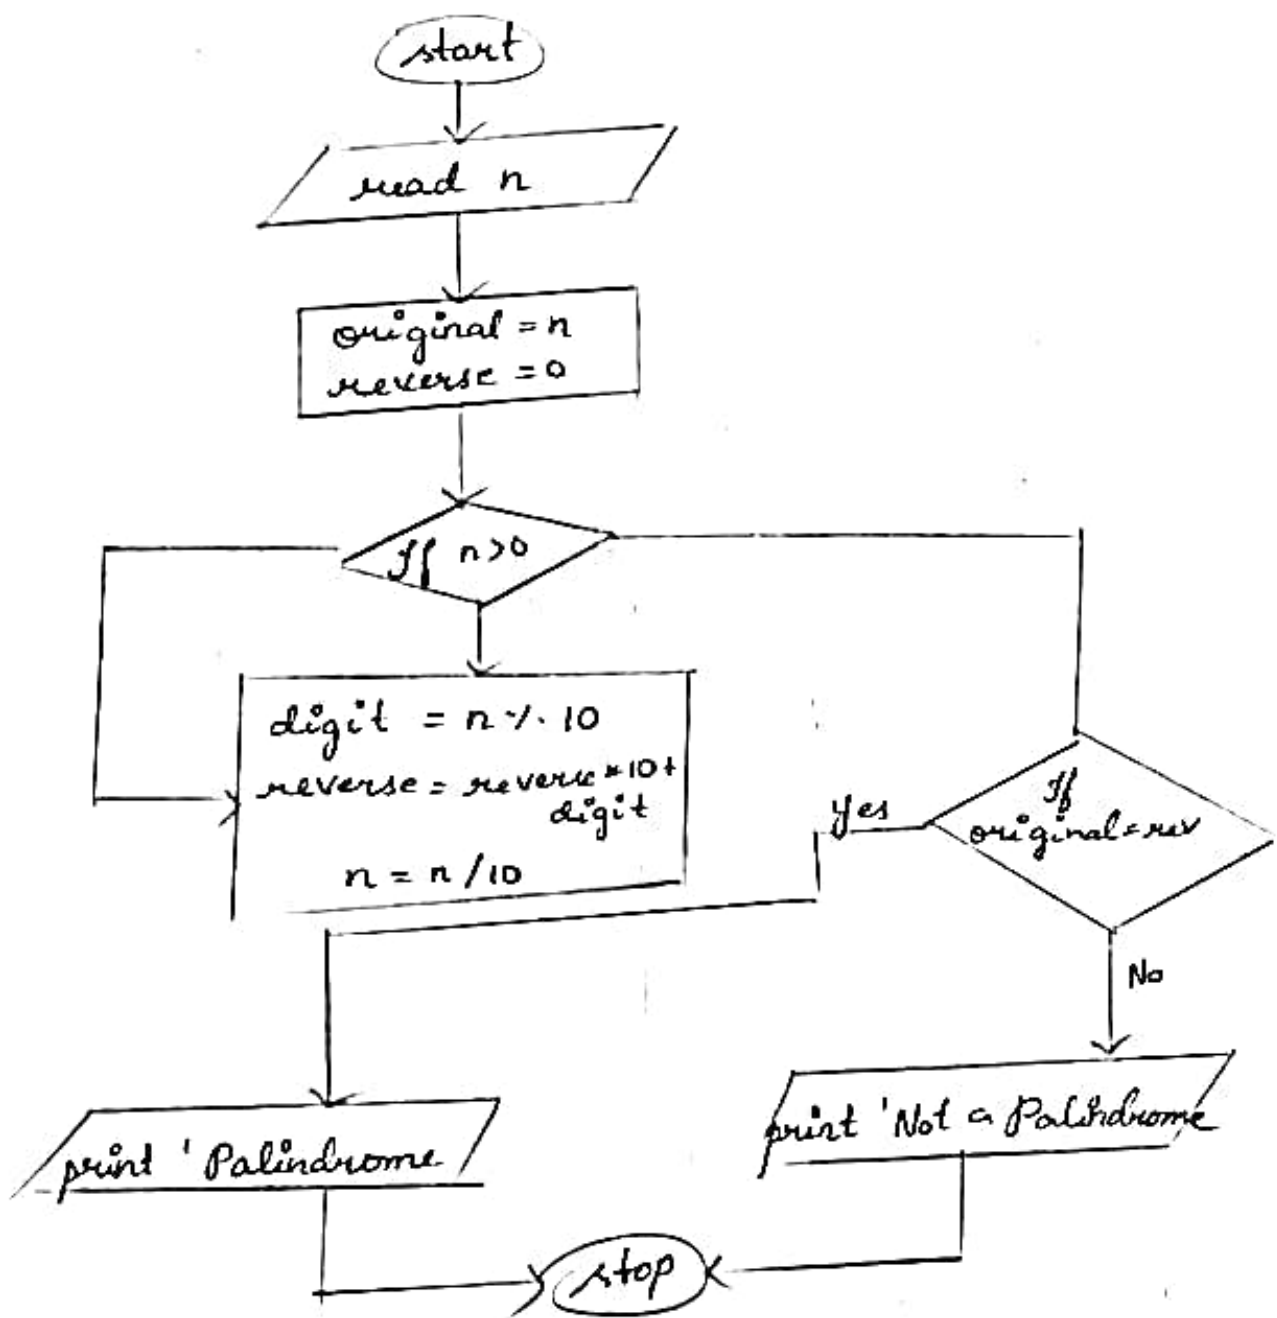 start
read n
original = n
reverse = 0
If n>0
digit = n % 10
reverse = reverse * 10 +
digit
n = n / 10
Yes
If
original = rev
No
print 'Palindrome
print 'Not a Palindrome
stop